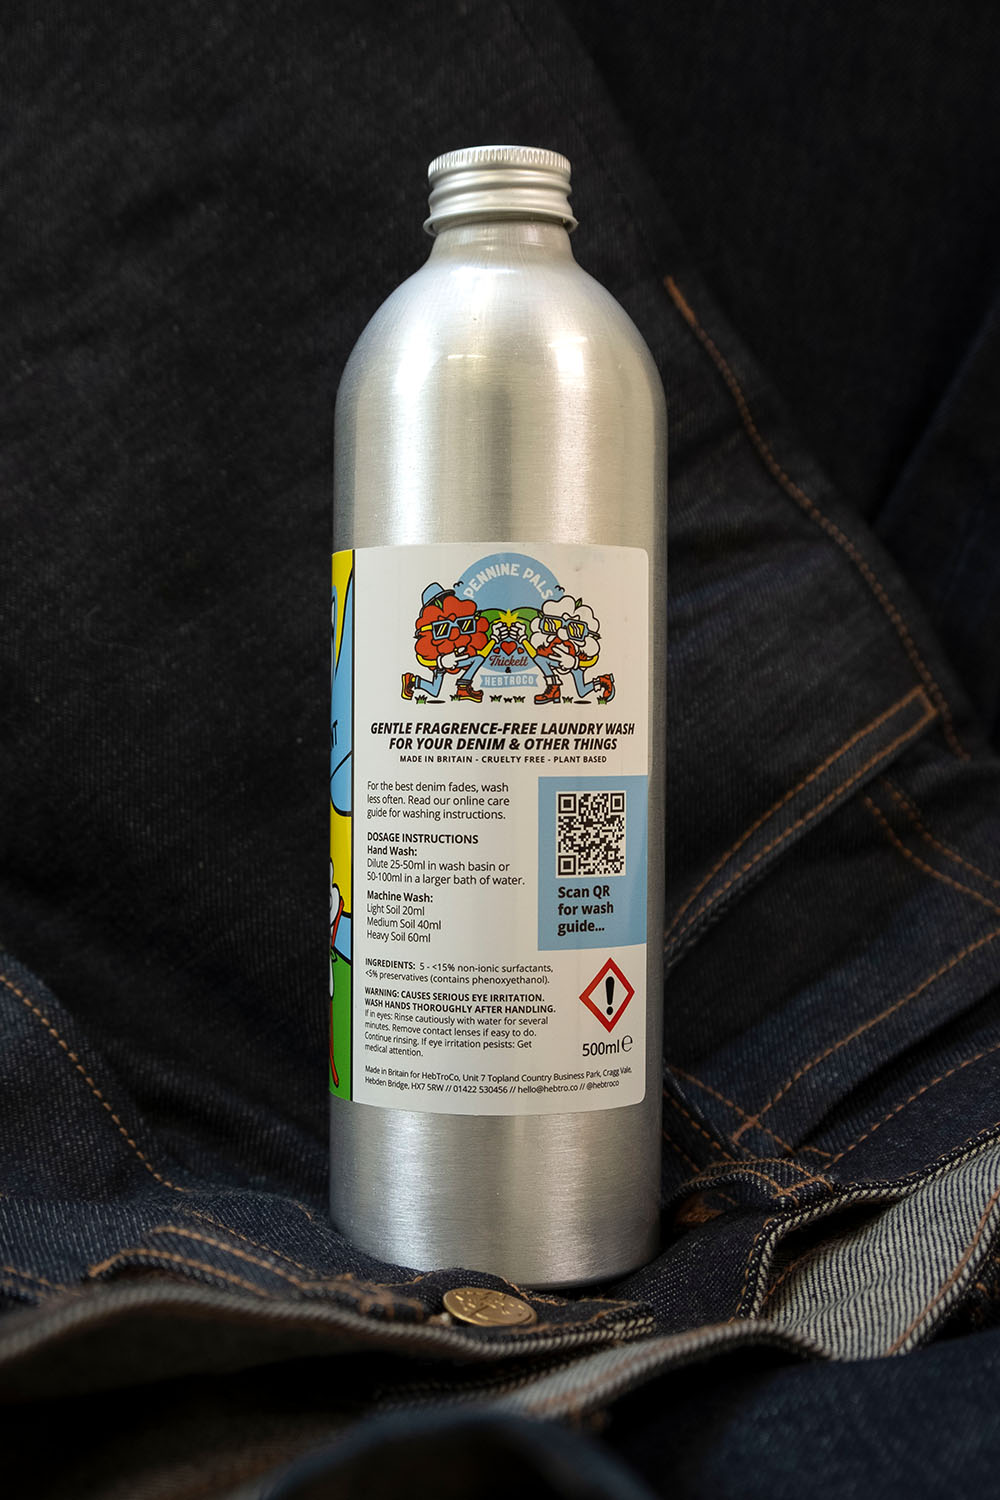 PENNINE PALS
Trickett
&
HEBTROCO
GENTLE FRAGRENCE-FREE LAUNDRY WASH
FOR YOUR DENIM & OTHER THINGS
MADE IN BRITAIN - CRUELTY FREE - PLANT BASED
For the best denim fades, wash
less often. Read our online care
guide for washing instructions.
DOSAGE INSTRUCTIONS
Hand Wash:
Dilute 25-50ml in wash basin or
50-100ml in a larger bath of water.
Machine Wash:
Light Soil 20ml
Medium Soil 40ml
Heavy Soil 60ml
Scan QR
for wash
guide...
INGREDIENTS: 5 - <15% non-ionic surfactants,
<5% preservatives (contains phenoxyethanol).
WARNING: CAUSES SERIOUS EYE IRRITATION.
WASH HANDS THOROUGHLY AFTER HANDLING.
If in eyes: Rinse cautiously with water for several
minutes. Remove contact lenses if easy to do.
Continue rinsing. If eye irritation pesists: Get
medical attention.
500ml℮
Made in Britain for HebTroCo, Unit 7 Topland Country Business Park, Cragg Vale,
Hebden Bridge, HX7 5RW // 01422 530456 // hello@hebtro.co // @hebtroco